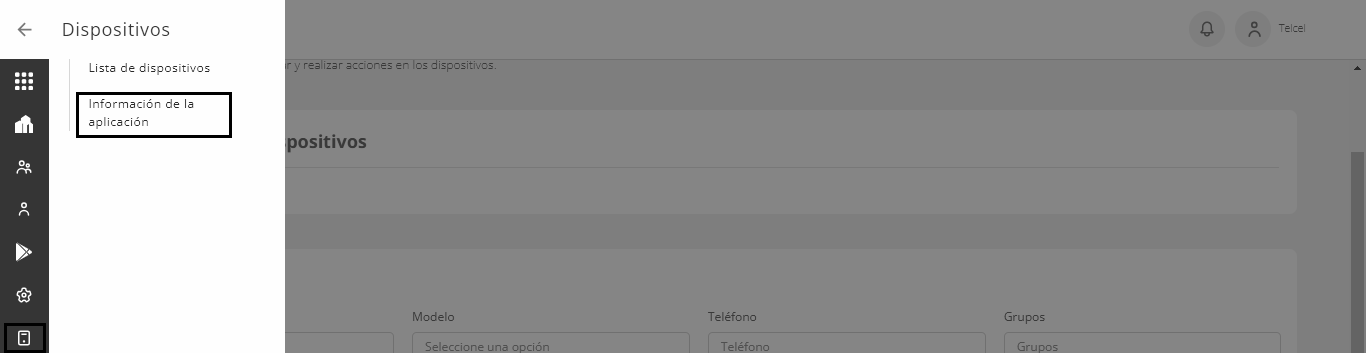 Dispositivos
Telcel
Lista de dispositivos
ar y realizar acciones en los dispositivos.
Información de la
aplicación
spositivos
Modelo
Teléfono
Grupos
Seleccione una opción
Teléfono
Grupos